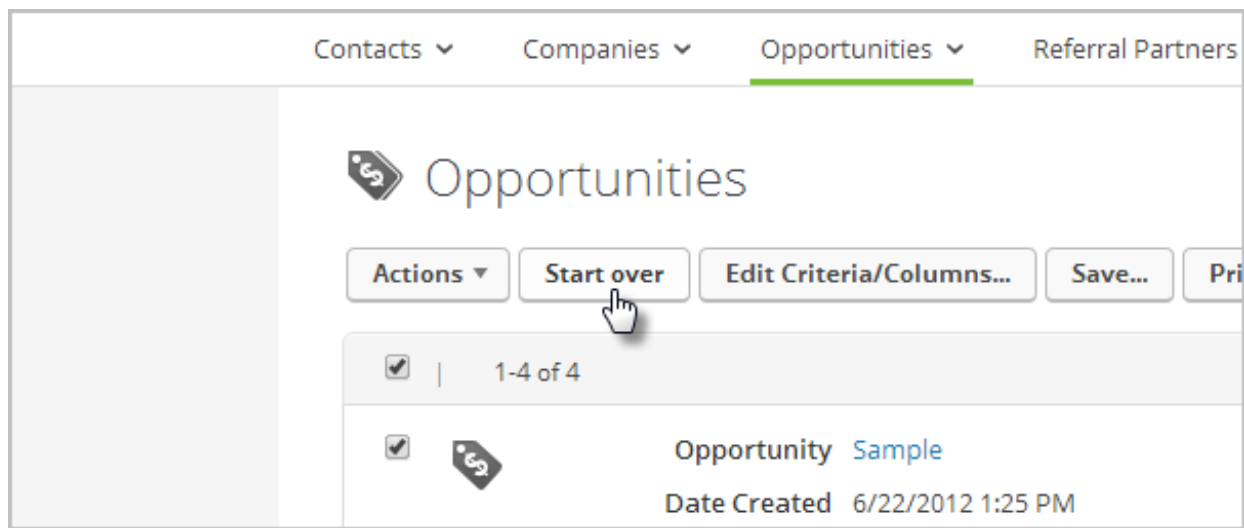 Contacts Companies Opportunities Referral Partners
Opportunities
Actions Start over Edit Criteria/Columns... Save... Pri
| 1-4 of 4
Opportunity Sample
Date Created 6/22/2012 1:25 PM